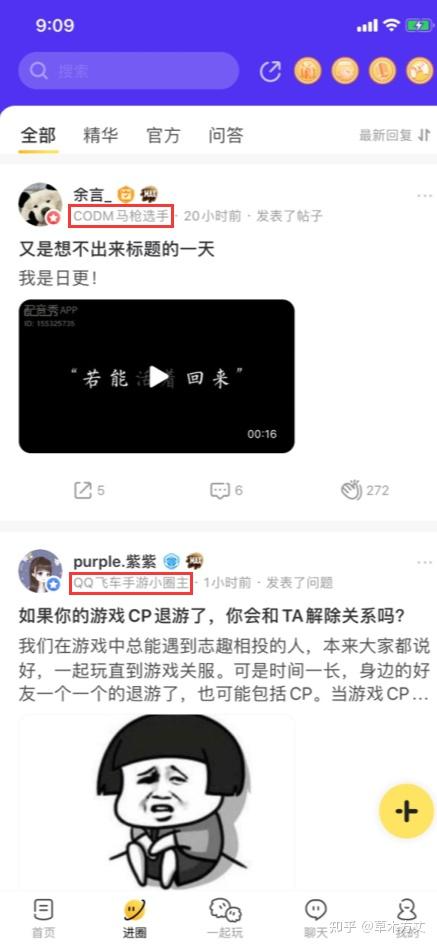 9:09
搜索
全部 精华 官方 问答 最新回复
余言_ MAX
CODM马枪选手 · 20小时前 · 发表了帖子
又是想不出来标题的一天
我是日更！
配音秀APP
ID: 155325735
“若能活着回来”
00:16
5 6 272
purple.紫紫 MAX
QQ飞车手游小圈主 · 1小时前 · 发表了问题
如果你的游戏CP退游了，你会和TA解除关系吗？
我们在游戏中总能遇到志趣相投的人，本来大家都说
好，一起玩直到游戏关服。可是时间一长，身边的好
友一个一个的退游了，也可能包括CP。当游戏CP...
首页 进圈 一起玩 聊天 我的
知乎 @草木方文